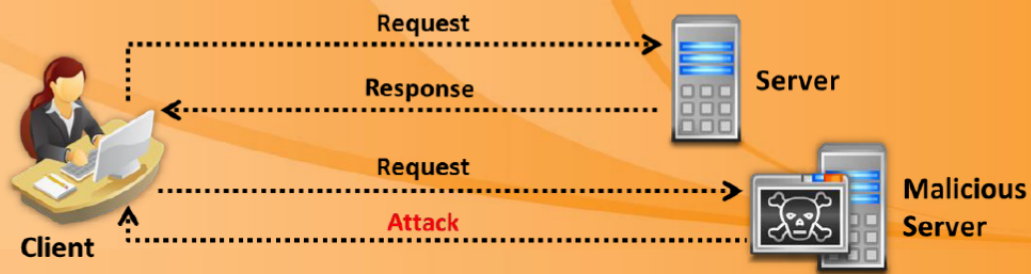 Request
Response
Server
Request
Attack
Client
Malicious
Server